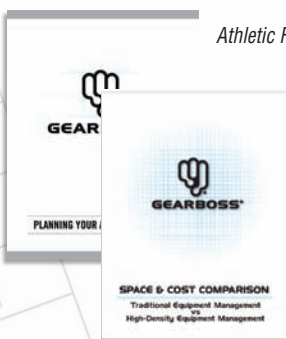 Athletic
GEAR
PLANNING YOUR
GEARBOSS®
SPACE & COST COMPARISON
Traditional Equipment Management
vs
High-Density Equipment Management